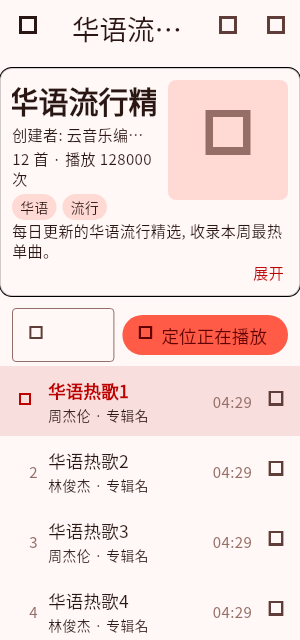 华语流…
华语流行精
创建者: 云音乐编…
12 首 · 播放 128000
次
华语 流行
每日更新的华语流行精选, 收录本周最热
单曲。
展开
定位正在播放
华语热歌1
周杰伦 · 专辑名
04:29
2
华语热歌2
林俊杰 · 专辑名
04:29
3
华语热歌3
周杰伦 · 专辑名
04:29
4
华语热歌4
林俊杰 · 专辑名
04:29